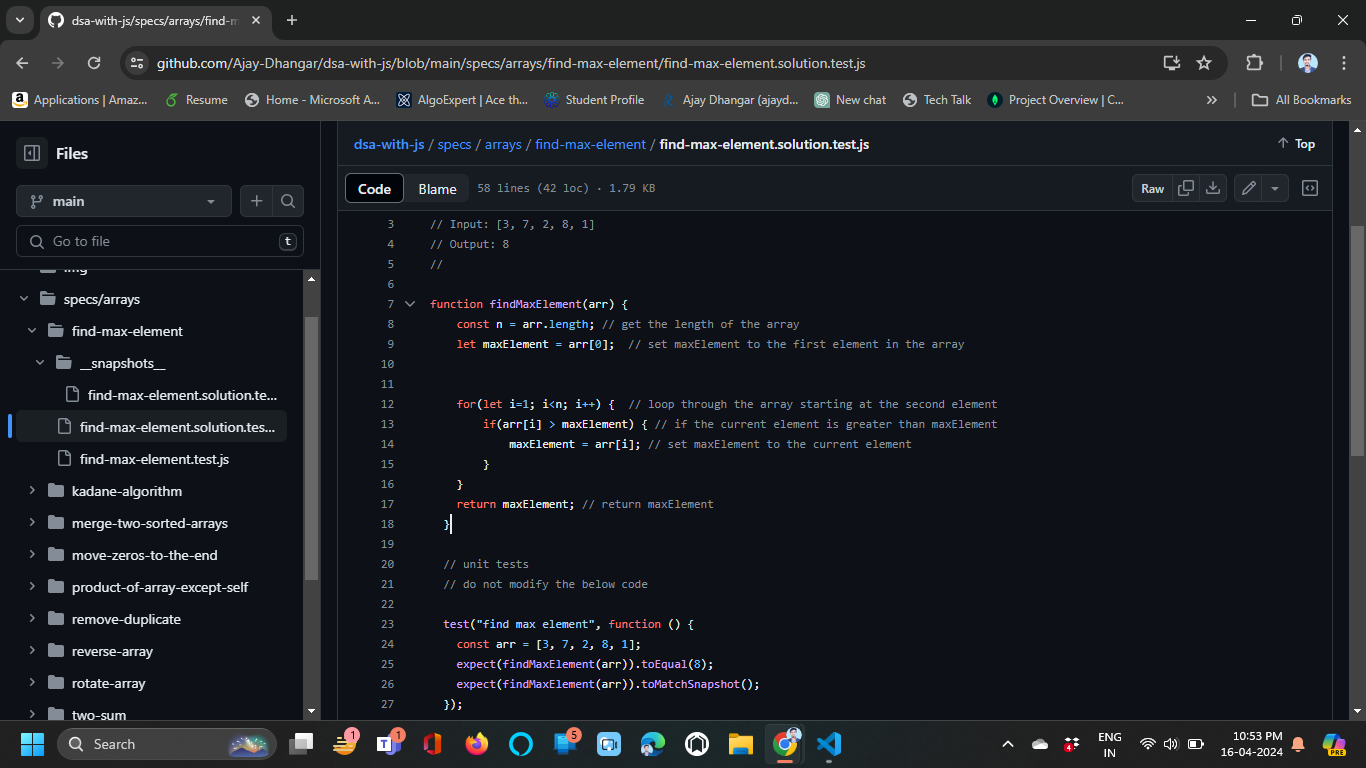 dsa-with-js/specs/arrays/find-m
github.com/Ajay-Dhangar/dsa-with-js/blob/main/specs/arrays/find-max-element/find-max-element.solution.test.js
Applications | Amaz...
Resume
Home - Microsoft A...
AlgoExpert | Ace th...
Student Profile
Ajay Dhangar (ajayd...
New chat
Tech Talk
Project Overview | C...
All Bookmarks
Files
main
Go to file
t
specs/arrays
find-max-element
__snapshots__
find-max-element.solution.te...
find-max-element.solution.tes...
find-max-element.test.js
kadane-algorithm
merge-two-sorted-arrays
move-zeros-to-the-end
product-of-array-except-self
remove-duplicate
reverse-array
rotate-array
two-sum
dsa-with-js / specs / arrays / find-max-element / find-max-element.solution.test.js
Top
Code
Blame
58 lines (42 loc) · 1.79 KB
Raw
3 // Input: [3, 7, 2, 8, 1]
4 // Output: 8
5 //
6
7 function findMaxElement(arr) {
8 const n = arr.length; // get the length of the array
9 let maxElement = arr[0]; // set maxElement to the first element in the array
10
11
12 for(let i=1; i<n; i++) { // loop through the array starting at the second element
13 if(arr[i] > maxElement) { // if the current element is greater than maxElement
14 maxElement = arr[i]; // set maxElement to the current element
15 }
16 }
17 return maxElement; // return maxElement
18 }
19
20 // unit tests
21 // do not modify the below code
22
23 test("find max element", function () {
24 const arr = [3, 7, 2, 8, 1];
25 expect(findMaxElement(arr)).toEqual(8);
26 expect(findMaxElement(arr)).toMatchSnapshot();
27 });
Search
1
1
5
4
ENG
IN
10:53 PM
16-04-2024
PRE